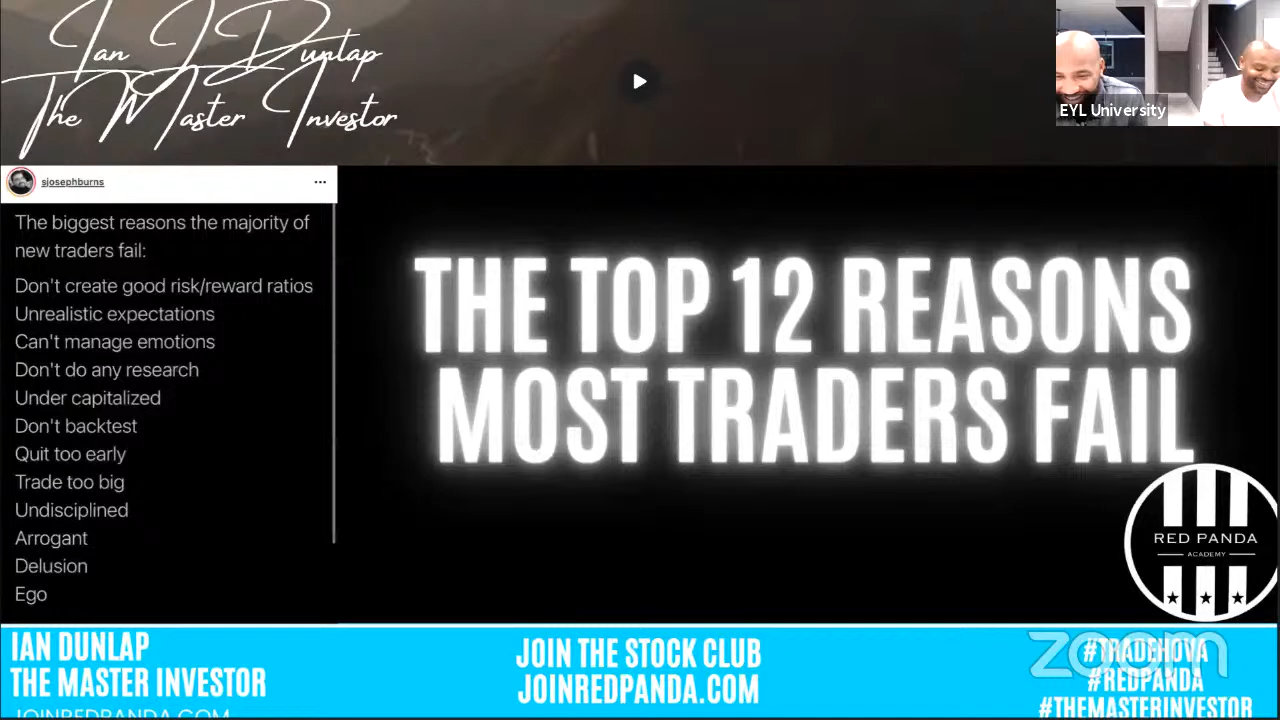 Ian J Dunlap
The Master Investor
EYL University
sjosephburns
The biggest reasons the majority of
new traders fail:
Don't create good risk/reward ratios
Unrealistic expectations
Can't manage emotions
Don't do any research
Under capitalized
Don't backtest
Quit too early
Trade too big
Undisciplined
Arrogant
Delusion
Ego
THE TOP 12 REASONS
MOST TRADERS FAIL
RED PANDA
ACADEMY
IAN DUNLAP
THE MASTER INVESTOR
JOINREDPANDA.COM
JOIN THE STOCK CLUB
JOINREDPANDA.COM
zoom
#TRADEHOVA
#REDPANDA
#THEMASTERINVESTOR